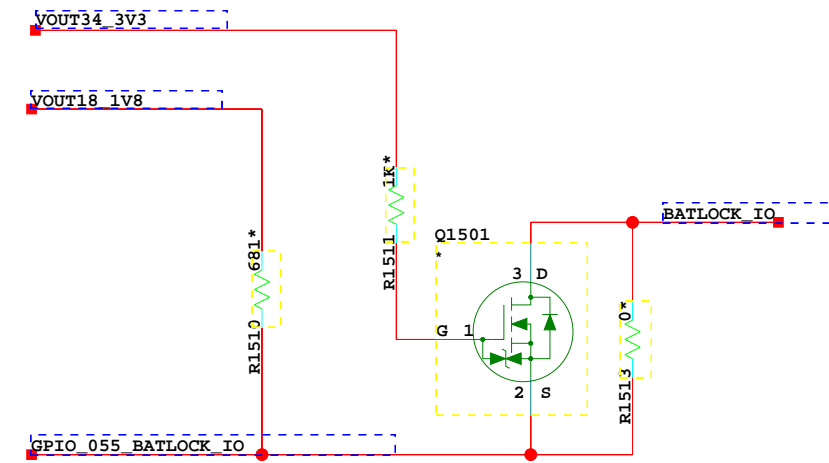 VOUT34_3V3
VOUT18_1V8
1K*
R1511
BATLOCK_IO
681*
R1510
Q1501
*
3 D
G 1
2 S
0*
R1513
GPIO_055_BATLOCK_IO